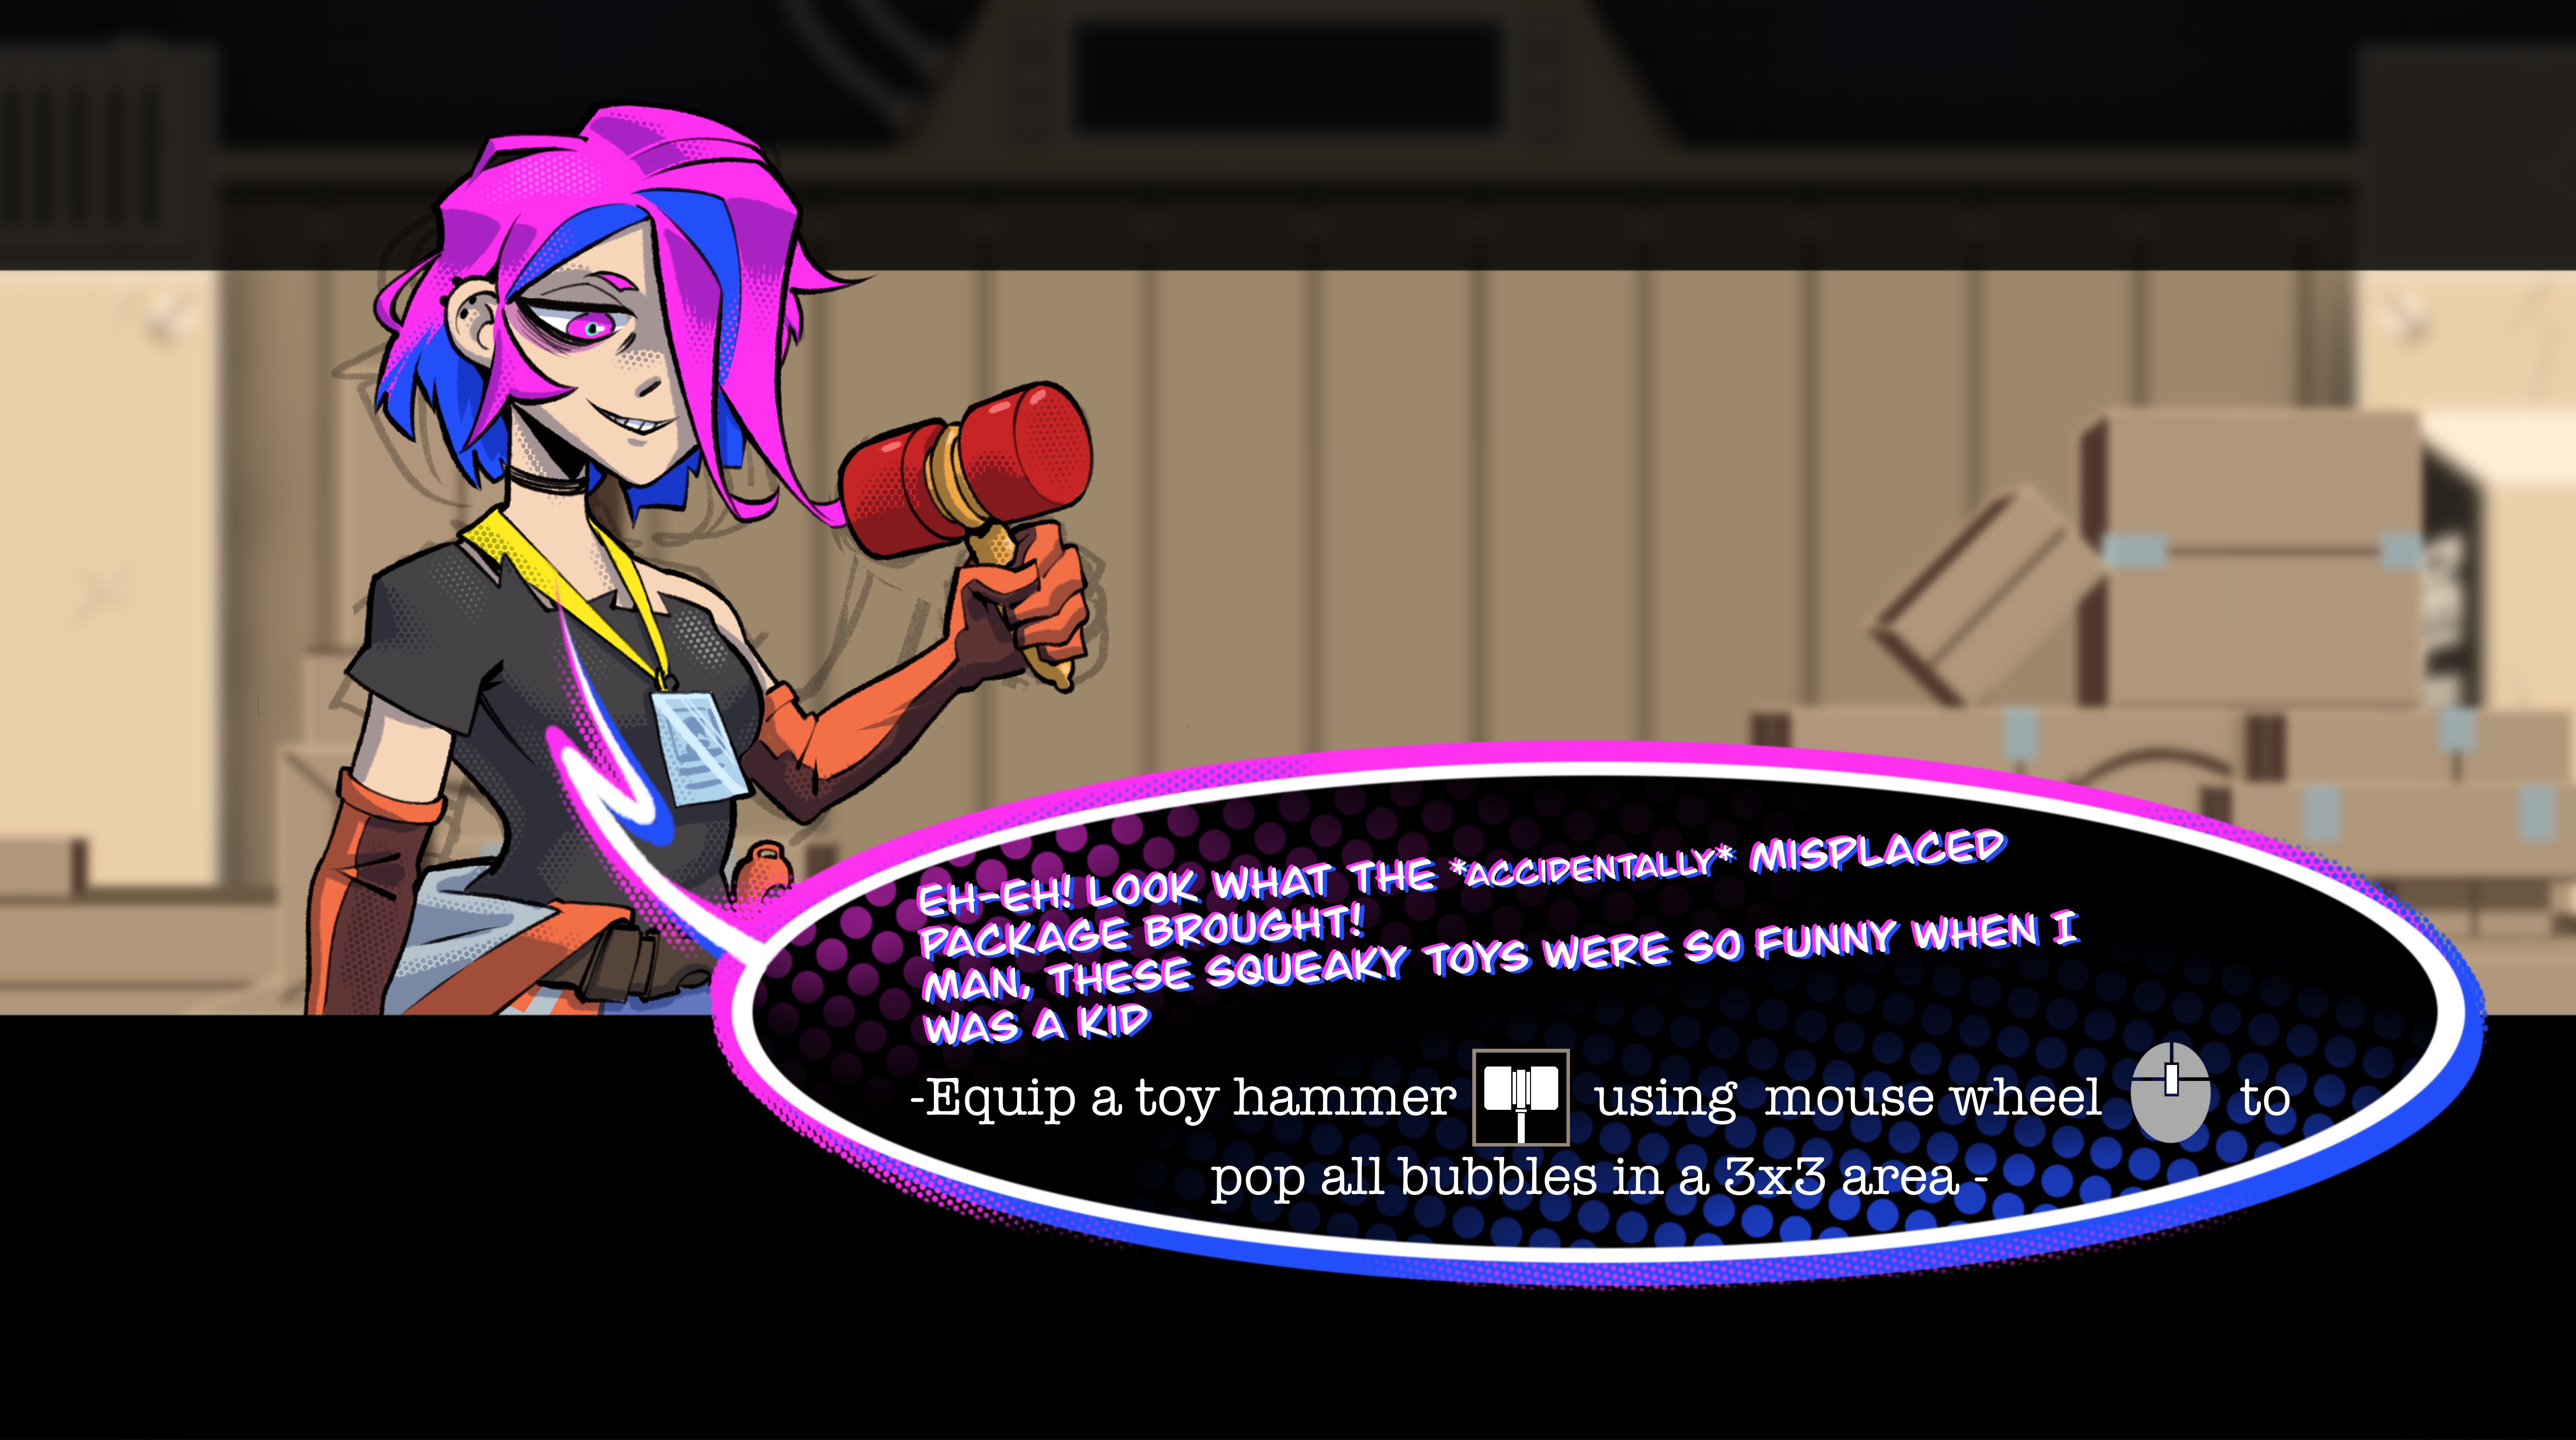 EH-EH! LOOK WHAT THE *ACCIDENTALLY* MISPLACED
PACKAGE BROUGHT!
MAN, THESE SQUEAKY TOYS WERE SO FUNNY WHEN I
WAS A KID
-Equip a toy hammer using mouse wheel to
pop all bubbles in a 3x3 area -